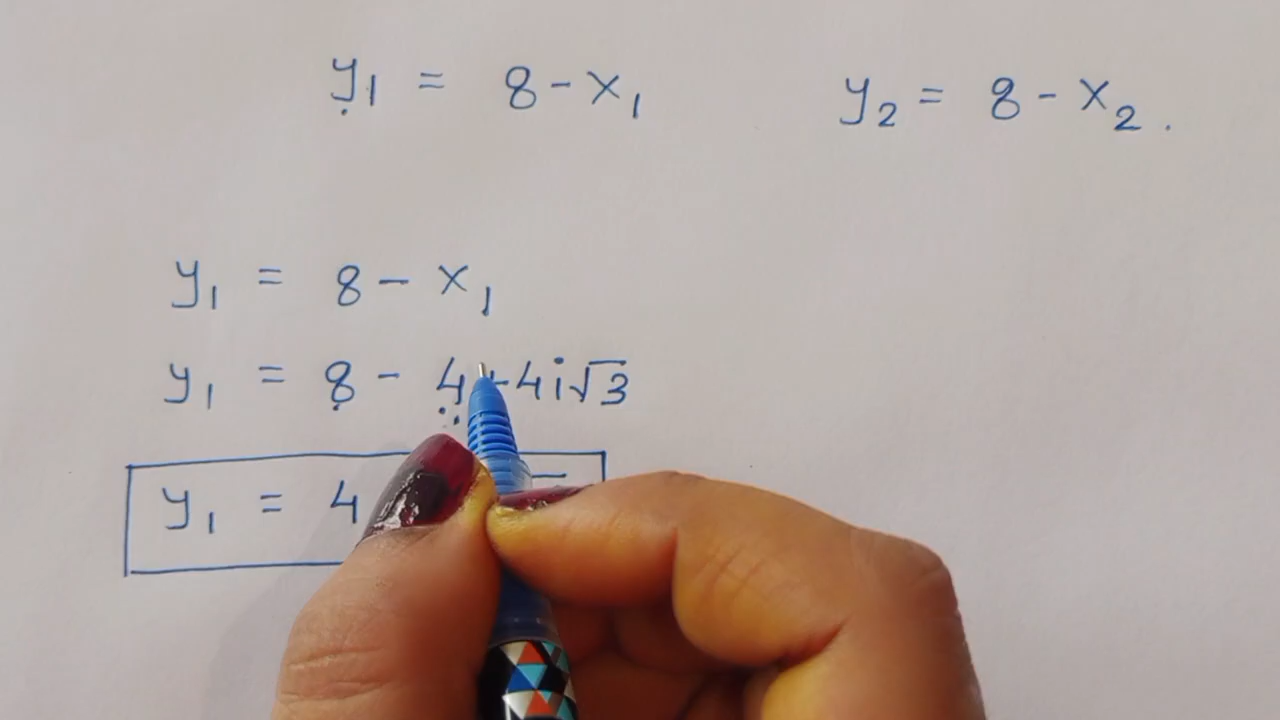 y₁ = 8 - x₁
y₂ = 8 - x₂.
y₁ = 8 - x₁
y₁ = 8 - 4 + 4i√3
y₁ = 4